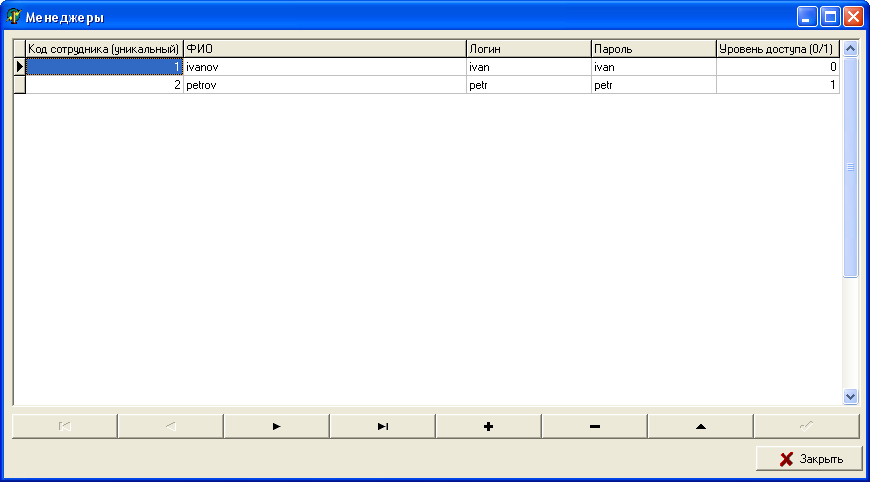 Менеджеры
Код сотрудника (уникальный) ФИО Логин Пароль Уровень доступа (0/1)
1 ivanov ivan ivan 0
2 petrov petr petr 1
Закрыть